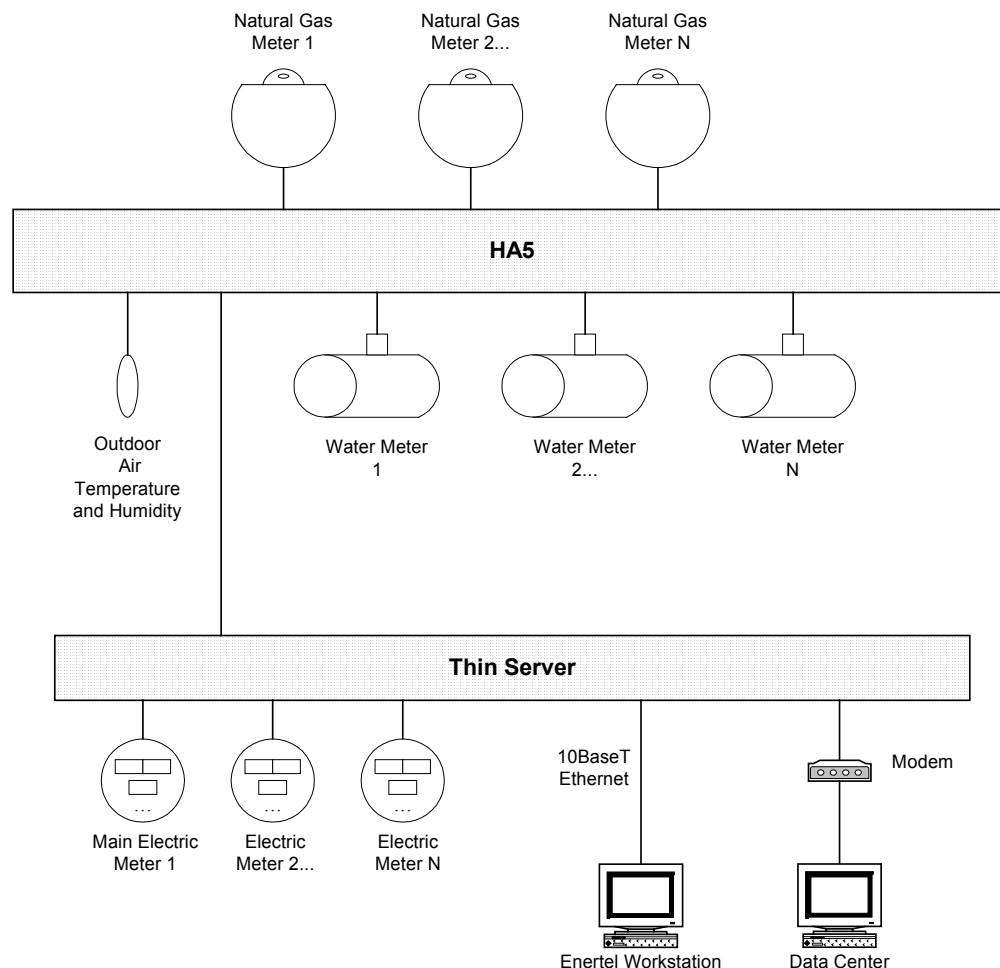 Natural Gas
Meter 1
Natural Gas
Meter 2...
Natural Gas
Meter N
HA5
Outdoor
Air
Temperature
and Humidity
Water Meter
1
Water Meter
2...
Water Meter
N
Thin Server
10BaseT
Ethernet
Modem
...
...
...
Main Electric
Meter 1
Electric
Meter 2...
Electric
Meter N
Enertel Workstation
Data Center